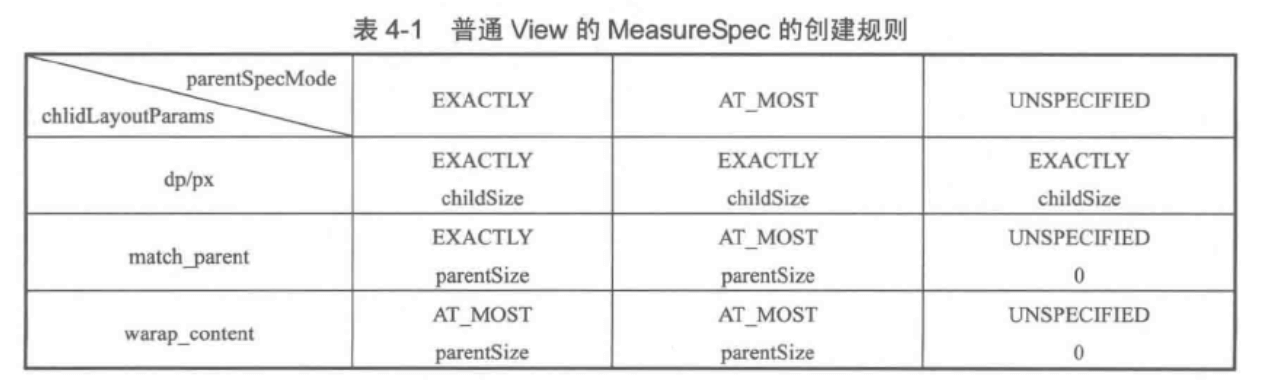 表 4-1 普通 View 的 MeasureSpec 的创建规则
parentSpecMode
chlidLayoutParams
EXACTLY
AT_MOST
UNSPECIFIED
dp/px
EXACTLY
childSize
EXACTLY
childSize
EXACTLY
childSize
match_parent
EXACTLY
parentSize
AT_MOST
parentSize
UNSPECIFIED
0
warap_content
AT_MOST
parentSize
AT_MOST
parentSize
UNSPECIFIED
0